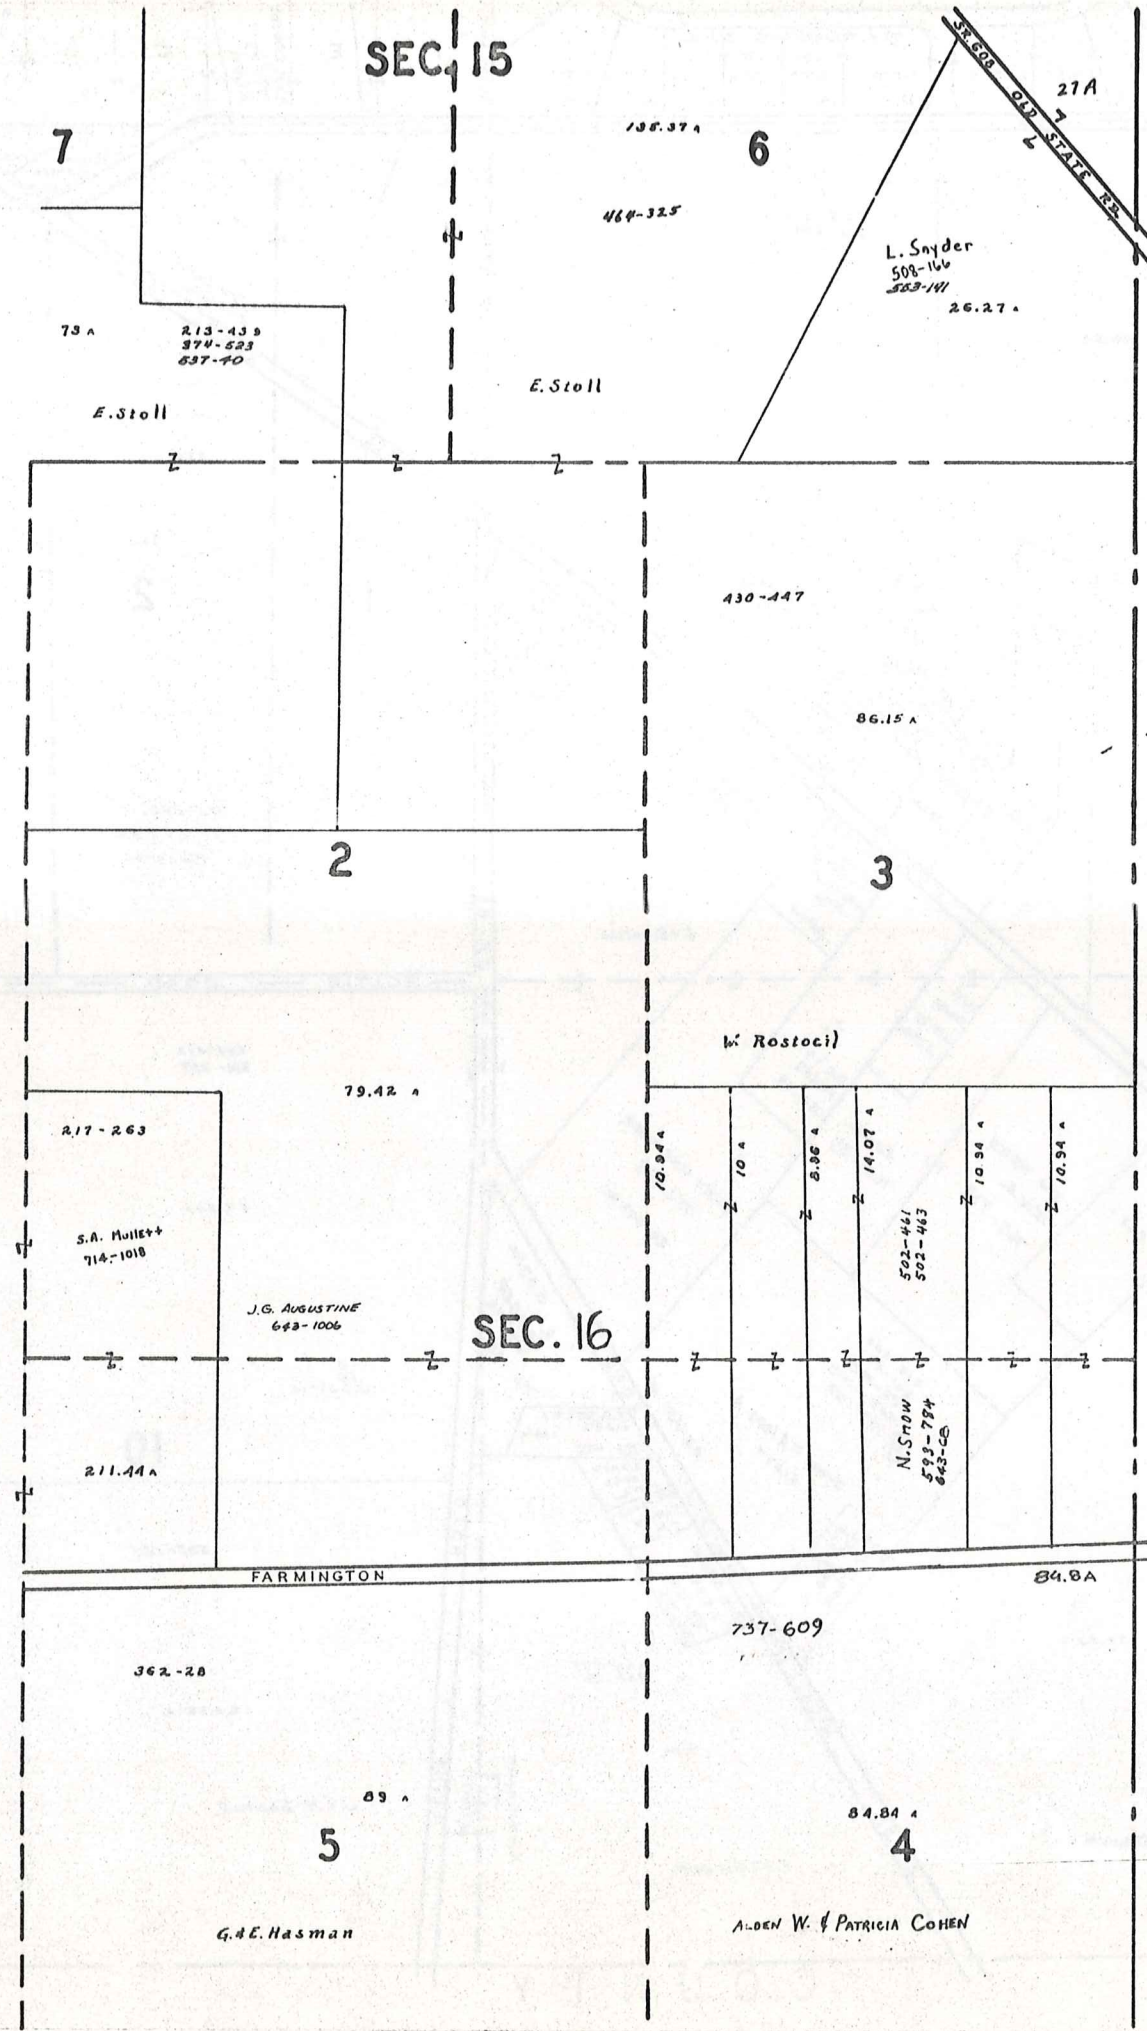 SEC. 15
7
6
135.37 A
464-325
SR. 608 OLD STATE RD.
27A
L. Snyder
508-166
553-141
26.27 A
73 A
213-439
374-523
537-40
E. Stoll
E. Stoll
430-447
86.15 A
2
3
W. Rostocil
79.42 A
217-263
S.A. Mullett
714-1018
J.G. AUGUSTINE
643-1006
SEC. 16
10.94 A
10 A
8.96 A
14.07 A
10.94 A
10.94 A
502-461
502-463
N. Snow
593-784
643-68
211.44 A
FARMINGTON
84.8A
737-609
362-28
89 A
84.84 A
5
4
G. & E. Hasman
ALDEN W. & PATRICIA COHEN